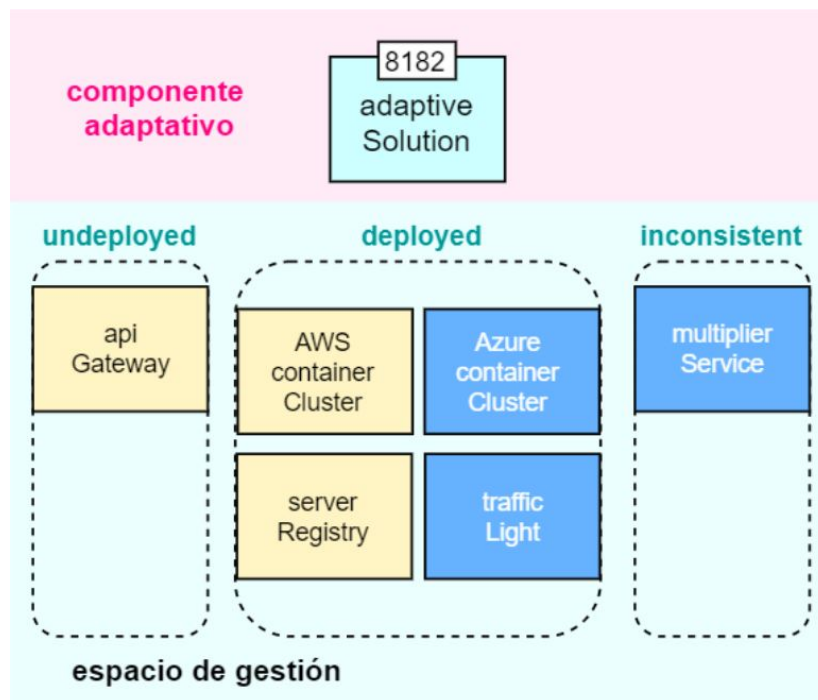 8182
componente
adaptativo
adaptive
Solution
undeployed
deployed
inconsistent
api
Gateway
AWS
container
Cluster
Azure
container
Cluster
multiplier
Service
server
Registry
traffic
Light
espacio de gestión